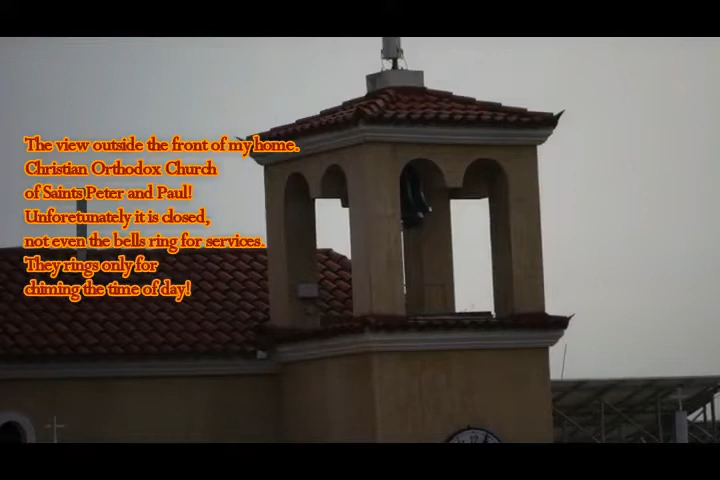 The view outside the front of my home.
Christian Orthodox Church
of Saints Peter and Paul!
Unforetunately it is closed,
not even the bells ring for services.
They rings only for
chiming the time of day!